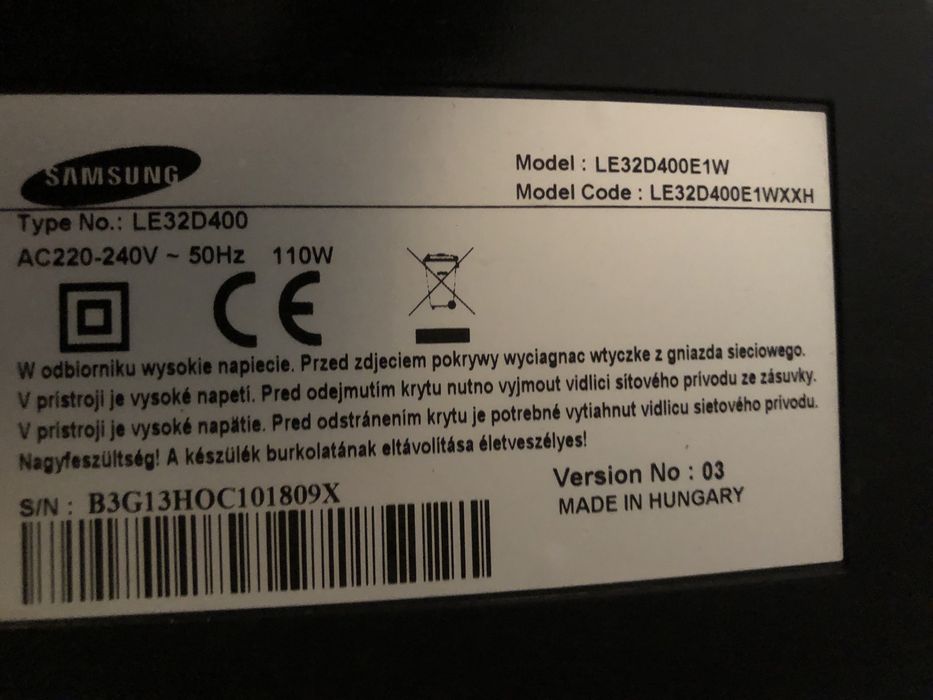 SAMSUNG
Model : LE32D400E1W
Model Code : LE32D400E1WXXH
Type No.: LE32D400
AC220-240V ~ 50Hz 110W
CE
W odbiorniku wysokie napiecie. Przed zdjeciem pokrywy wyciagnac wtyczke z gniazda sieciowego.
V prístroji je vysoké napetí. Pred odejmutím krytu nutno vyjmout vidlici sítového prívodu ze zásuvky.
V prístroji je vysoké napätie. Pred odstránením krytu je potrebné vytiahnut vidlicu sietového prívodu.
Nagyfeszültség! A készülék burkolatának eltávolítása életveszélyes!
S/N : B3G13HOC101809X
Version No : 03
MADE IN HUNGARY